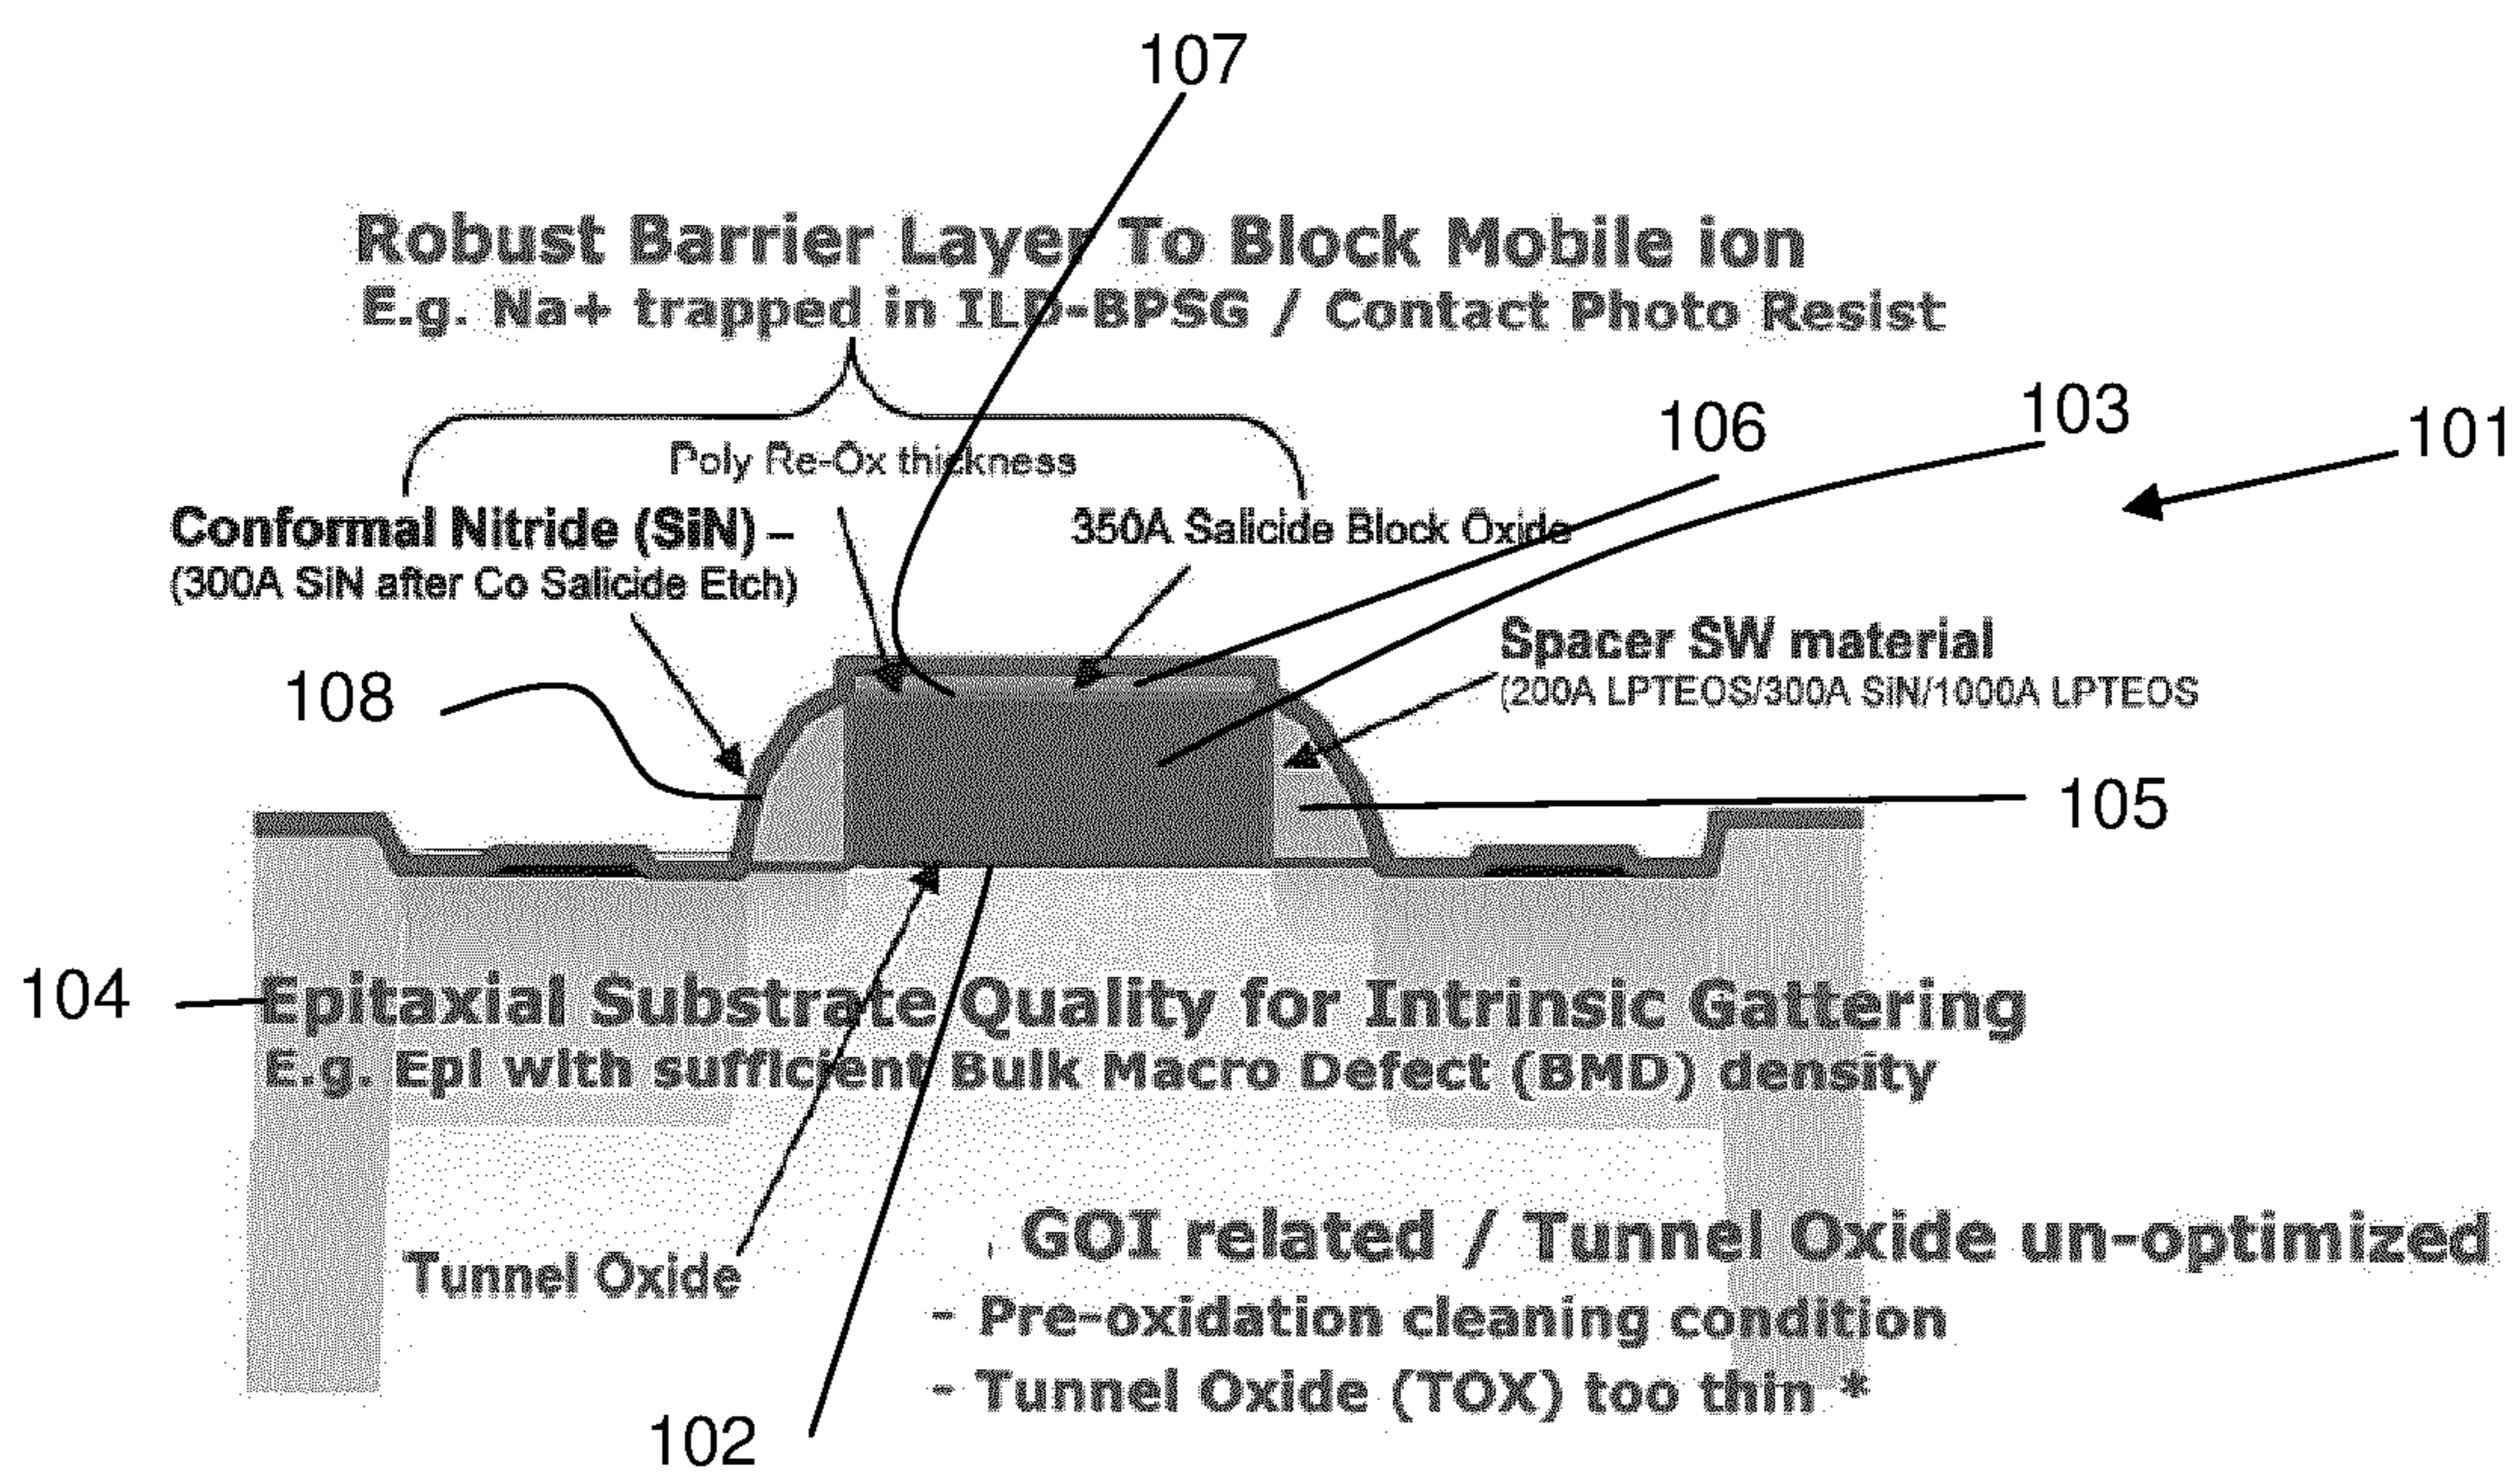 107
Robust Barrier Layer To Block Mobile ion
E.g. Na+ trapped in ILD-BPSG / Contact Photo Resist
106
103
101
Poly Re-Ox thickness
Conformal Nitride (SiN) –
(300A SiN after Co Salicide Etch)
350A Salicide Block Oxide
Spacer SW material
(200A LPTEOS/300A SiN/1000A LPTEOS
108
105
104
Epitaxial Substrate Quality for Intrinsic Gattering
E.g. Epi with sufficient Bulk Macro Defect (BMD) density
GOI related / Tunnel Oxide un-optimized
Tunnel Oxide
- Pre-oxidation cleaning condition
- Tunnel Oxide (TOX) too thin *
102